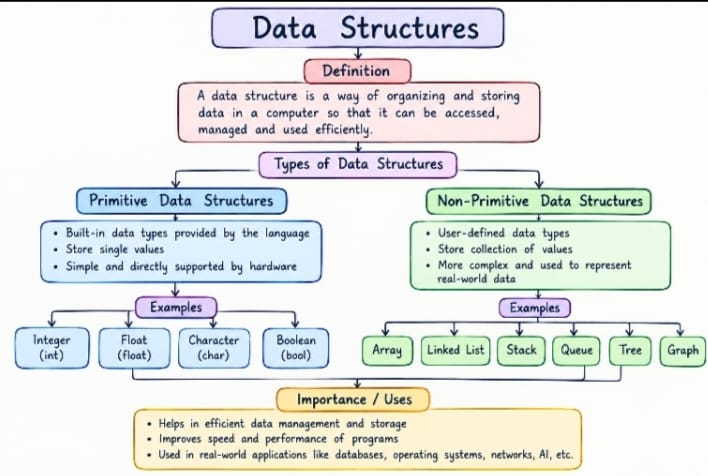 Data Structures
Definition
A data structure is a way of organizing and storing
data in a computer so that it can be accessed,
managed and used efficiently.
Types of Data Structures
Primitive Data Structures
• Built-in data types provided by the language
• Store single values
• Simple and directly supported by hardware
Examples
Integer
(int)
Float
(float)
Character
(char)
Boolean
(bool)
Non-Primitive Data Structures
• User-defined data types
• Store collection of values
• More complex and used to represent
real-world data
Examples
Array
Linked List
Stack
Queue
Tree
Graph
Importance / Uses
• Helps in efficient data management and storage
• Improves speed and performance of programs
• Used in real-world applications like databases, operating systems, networks, AI, etc.